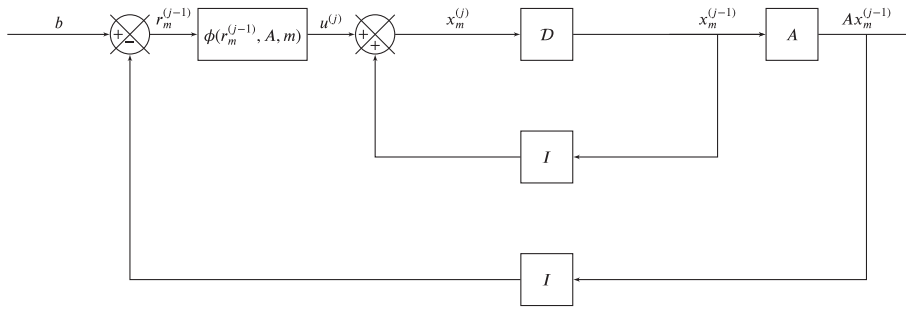 b
r_m^{(j−1)}
ϕ(r_m^{(j−1)}, A, m)
u^{(j)}
x_m^{(j)}
𝒟
x_m^{(j−1)}
A
Ax_m^{(j−1)}
+
−
+
+
I
I